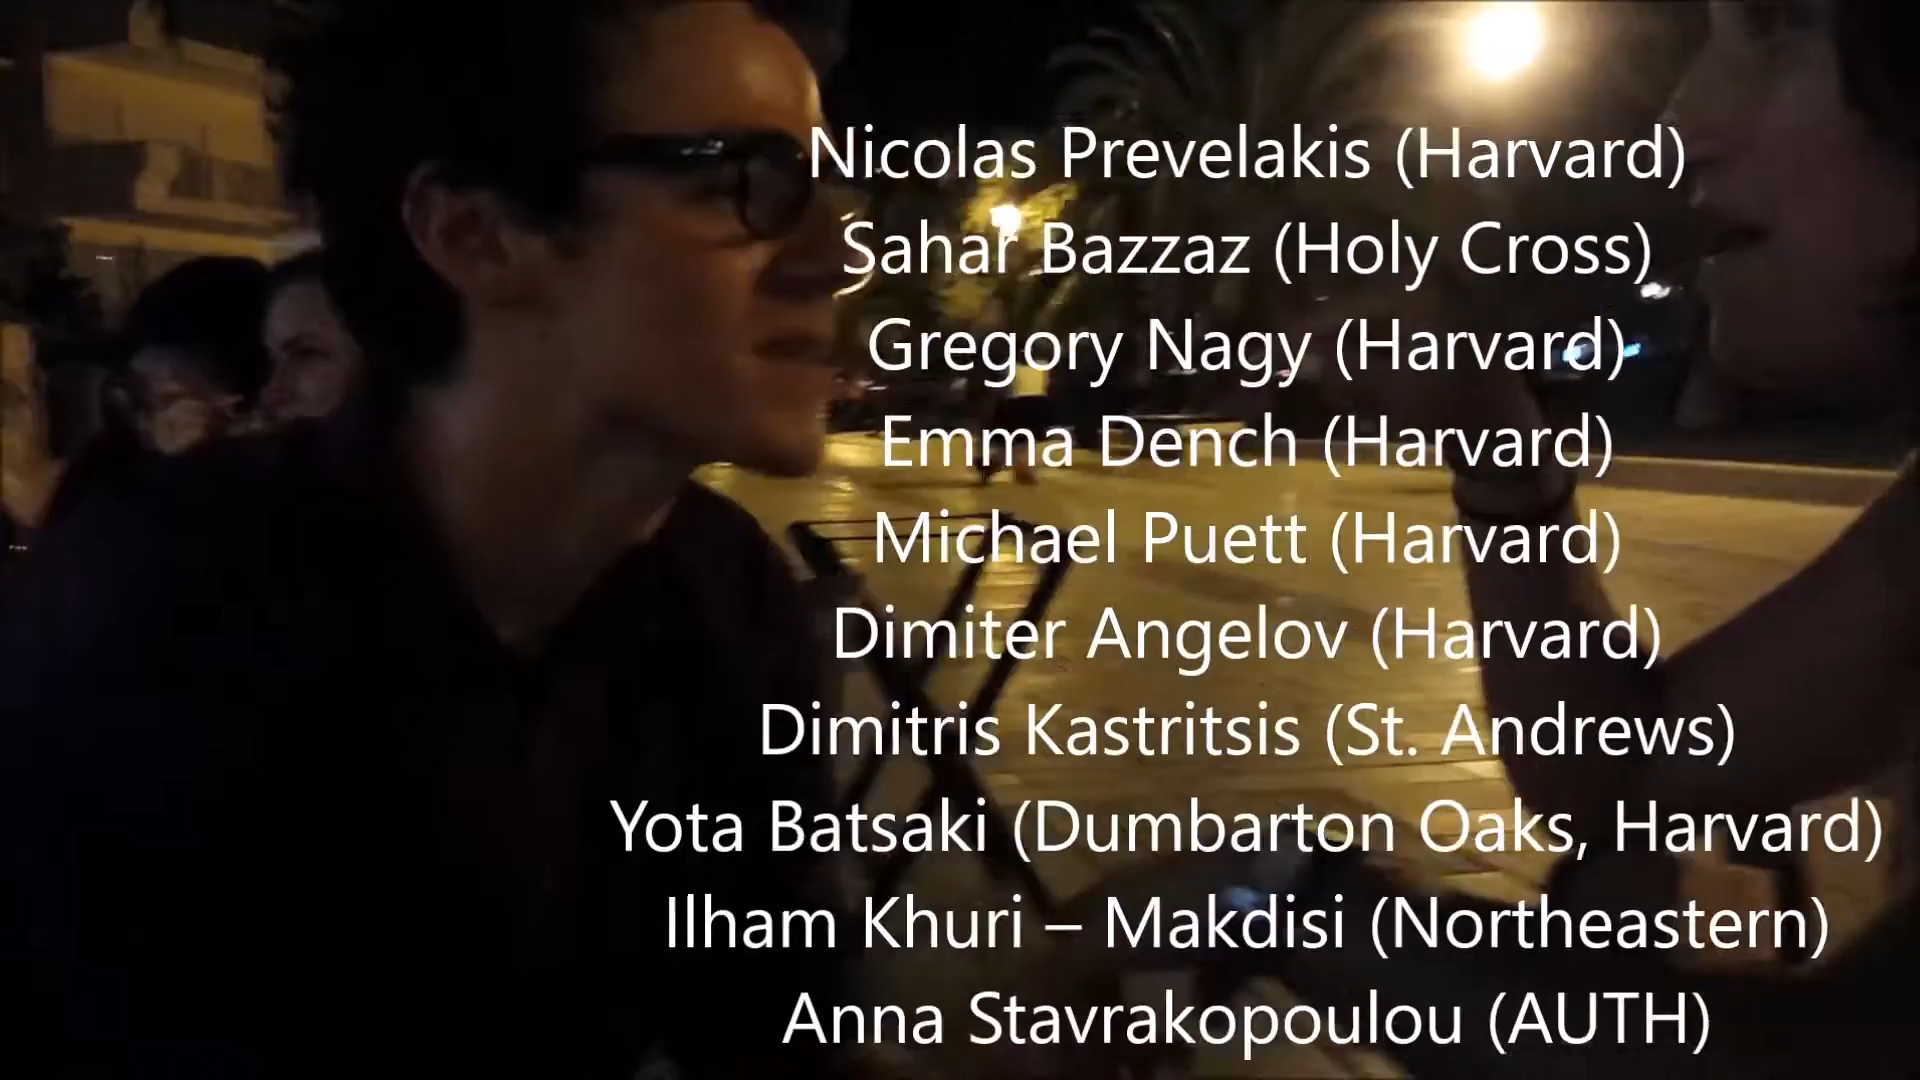 Nicolas Prevelakis (Harvard)
Sahar Bazzaz (Holy Cross)
Gregory Nagy (Harvard)
Emma Dench (Harvard)
Michael Puett (Harvard)
Dimiter Angelov (Harvard)
Dimitris Kastritsis (St. Andrews)
Yota Batsaki (Dumbarton Oaks, Harvard)
Ilham Khuri – Makdisi (Northeastern)
Anna Stavrakopoulou (AUTH)